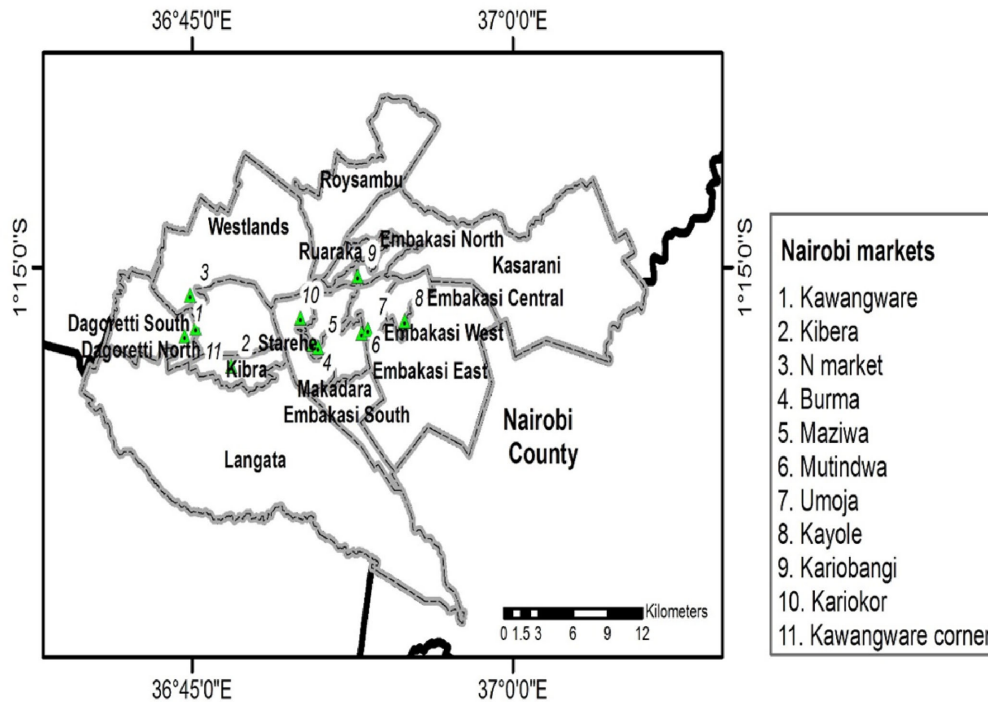 36°45'0"E
37°0'0"E
Roysambu
Westlands
Ruaraka
9
Embakasi North
Kasarani
1°15'0"S
1°15'0"S
3
10
7
8
Embakasi Central
Dagoretti South
1
5
Embakasi West
Dagoretti North
11
2
Starehe
4
6
Kibra
Embakasi East
Makadara
Embakasi South
Nairobi
County
Langata
Kilometers
0 1.5 3 6 9 12
36°45'0"E
37°0'0"E
Nairobi markets
1. Kawangware
2. Kibera
3. N market
4. Burma
5. Maziwa
6. Mutindwa
7. Umoja
8. Kayole
9. Kariobangi
10. Kariokor
11. Kawangware corner